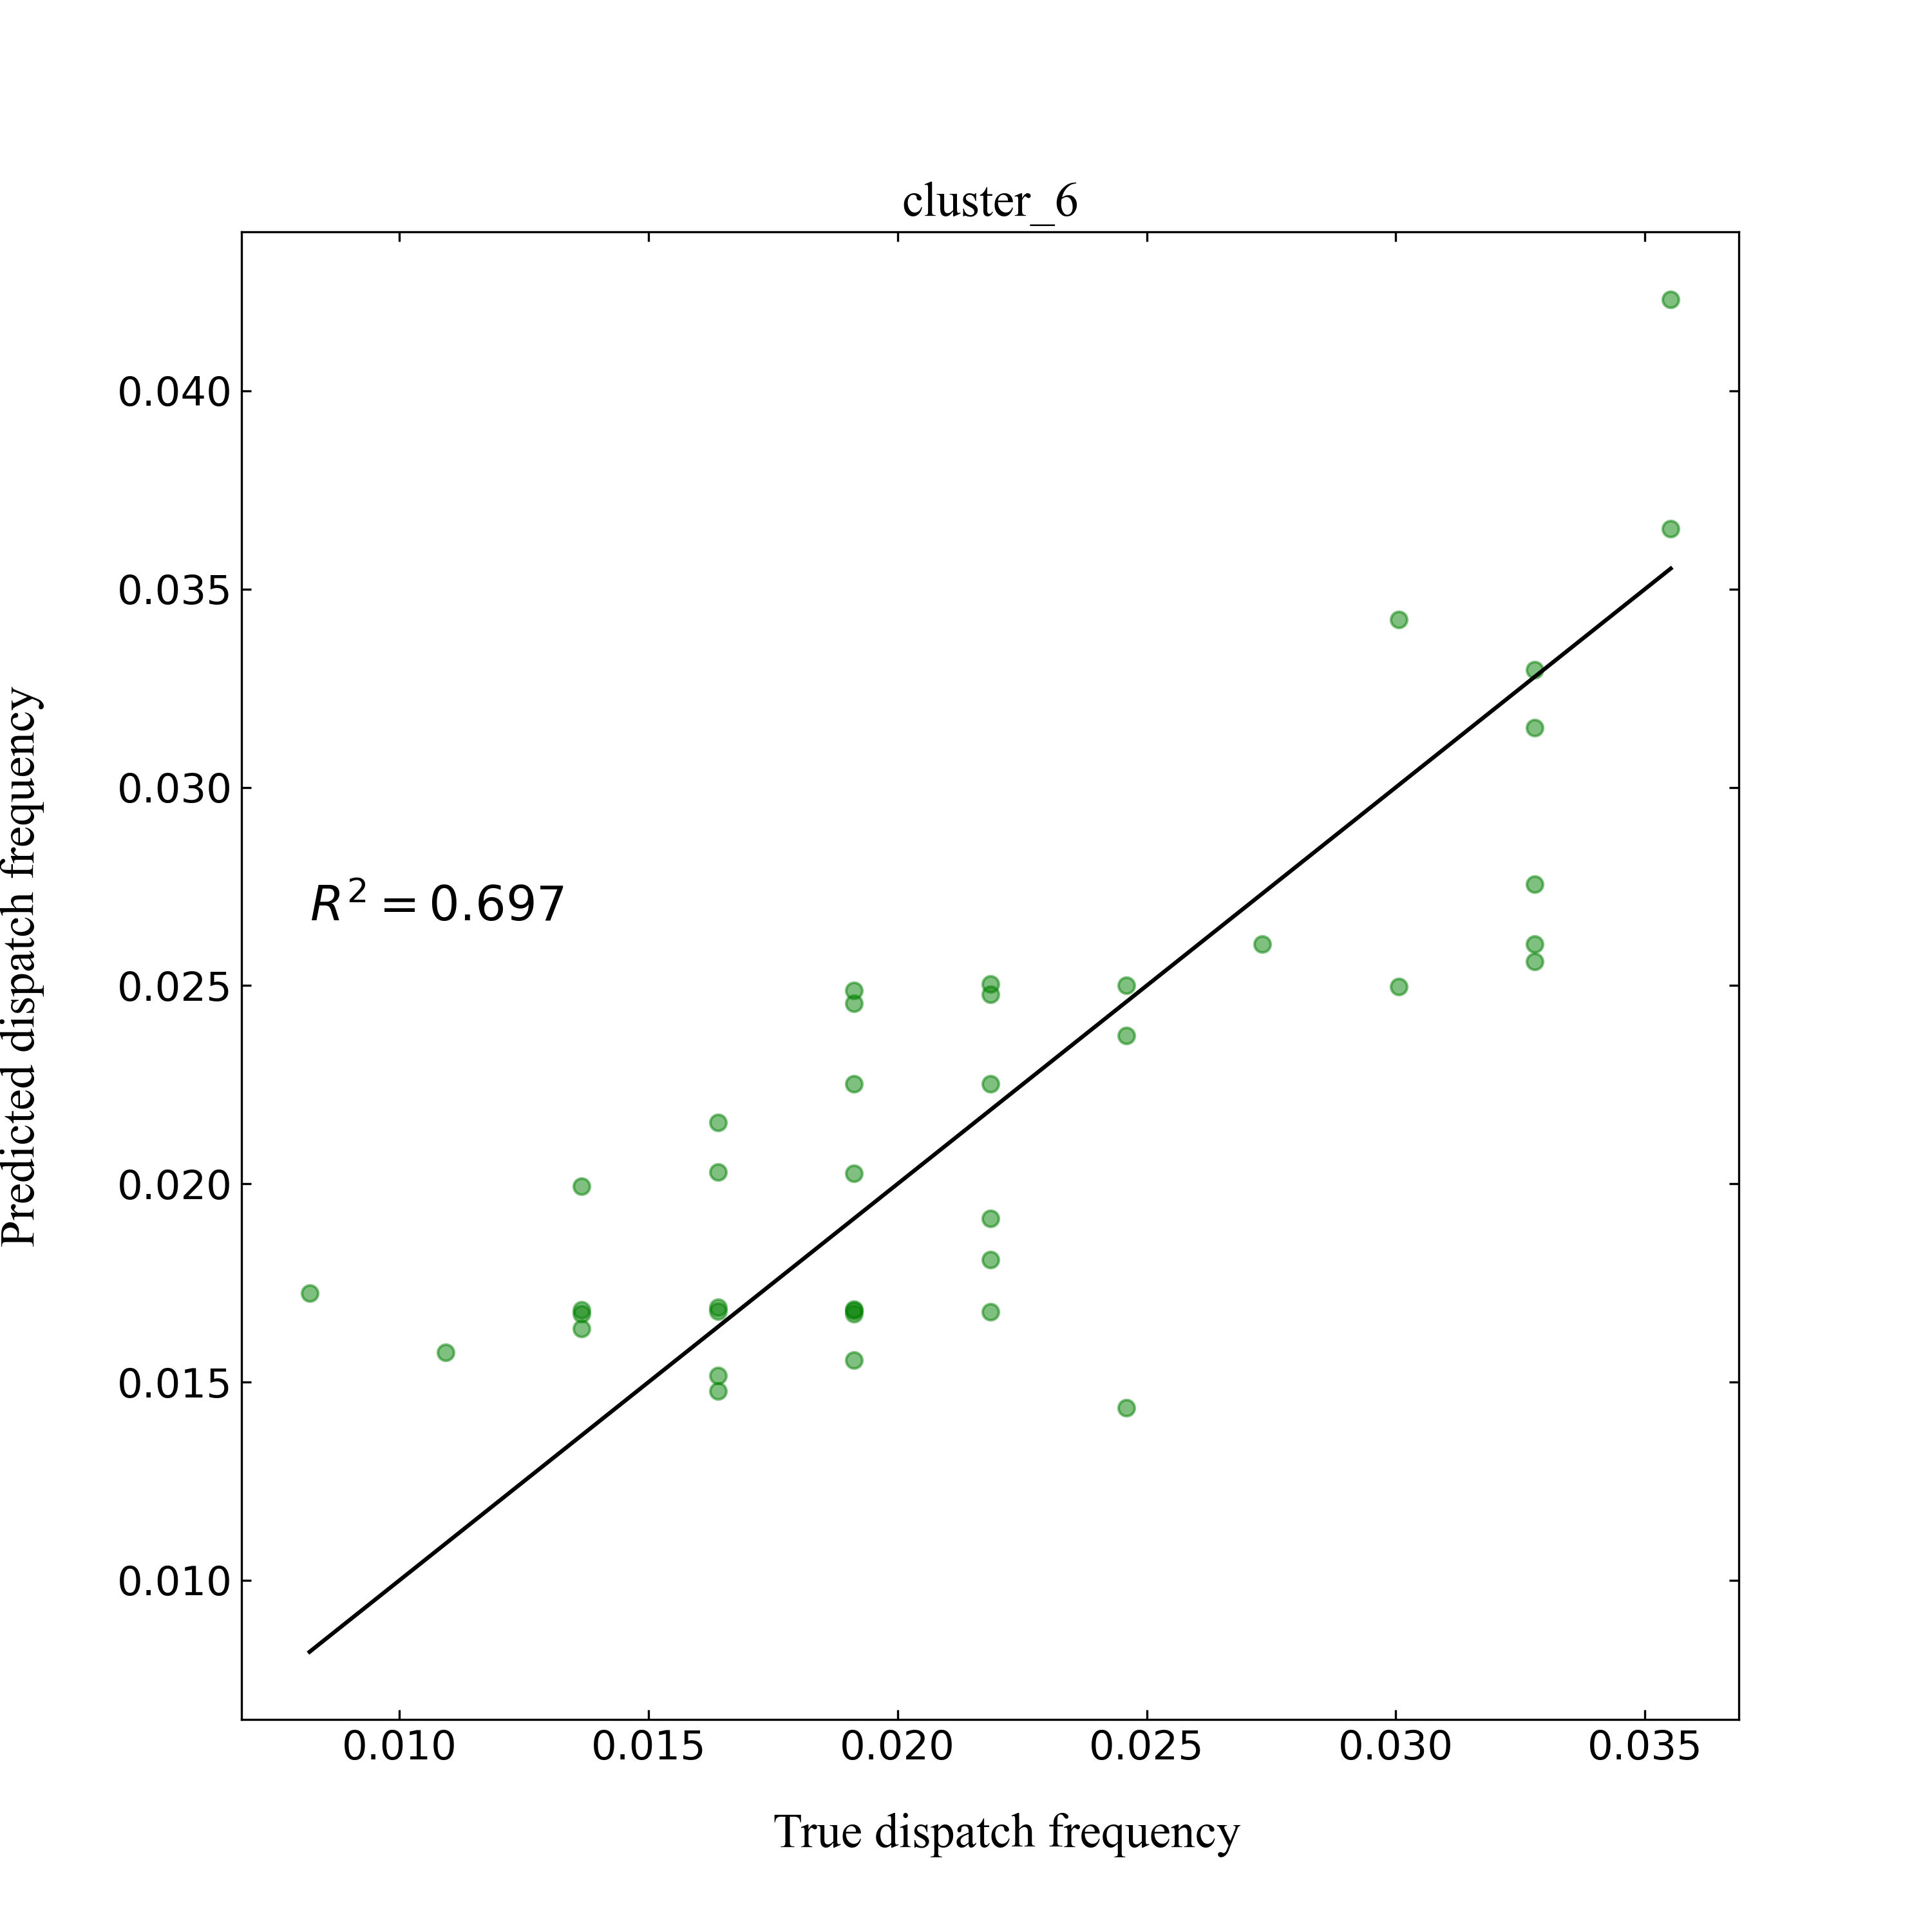 cluster_6
0.040
0.035
0.030
0.025
0.020
0.015
0.010
Predicted dispatch frequency
R² = 0.697
0.010 0.015 0.020 0.025 0.030 0.035
True dispatch frequency